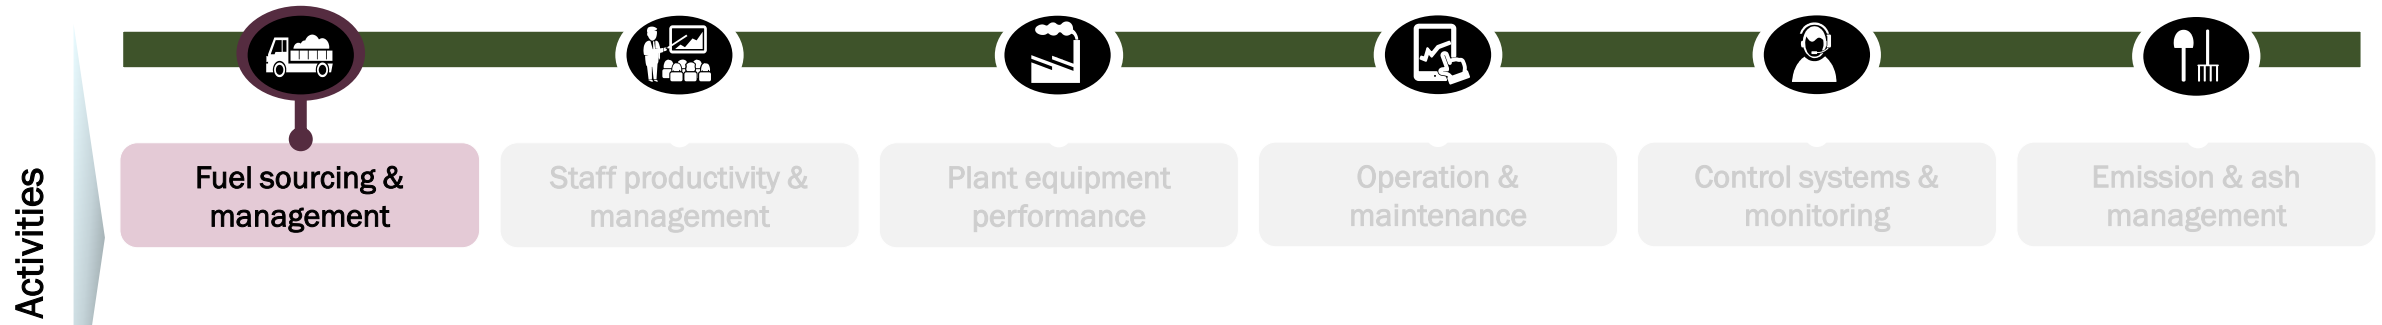 Activities
Fuel sourcing &
management
Staff productivity &
management
Plant equipment
performance
Operation &
maintenance
Control systems &
monitoring
Emission & ash
management